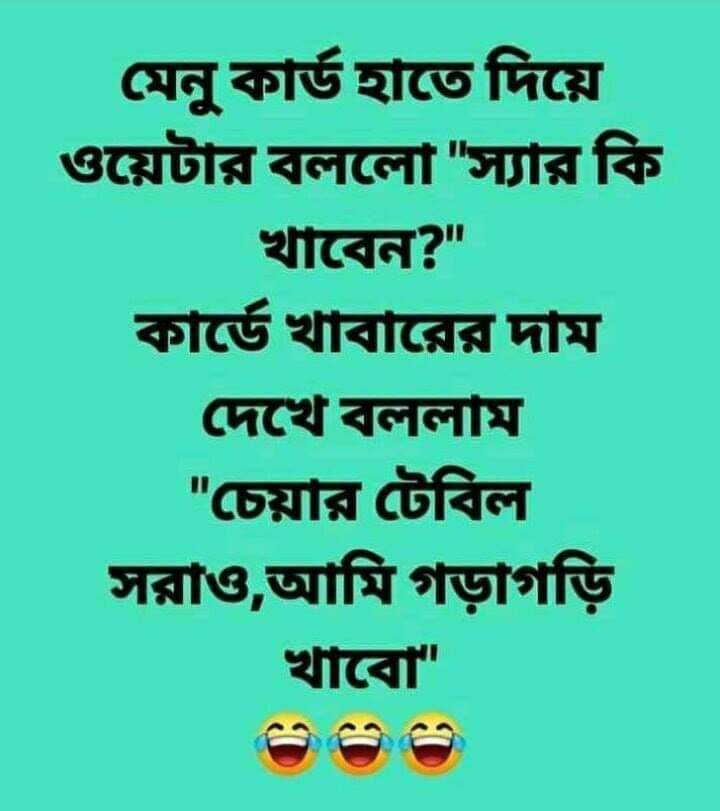 মেনু কার্ড হাতে দিয়ে
ওয়েটার বললো "স্যার কি
খাবেন?"
কার্ডে খাবারের দাম
দেখে বললাম
"চেয়ার টেবিল
সরাও,আমি গড়াগড়ি
খাবো"
😂😂😂